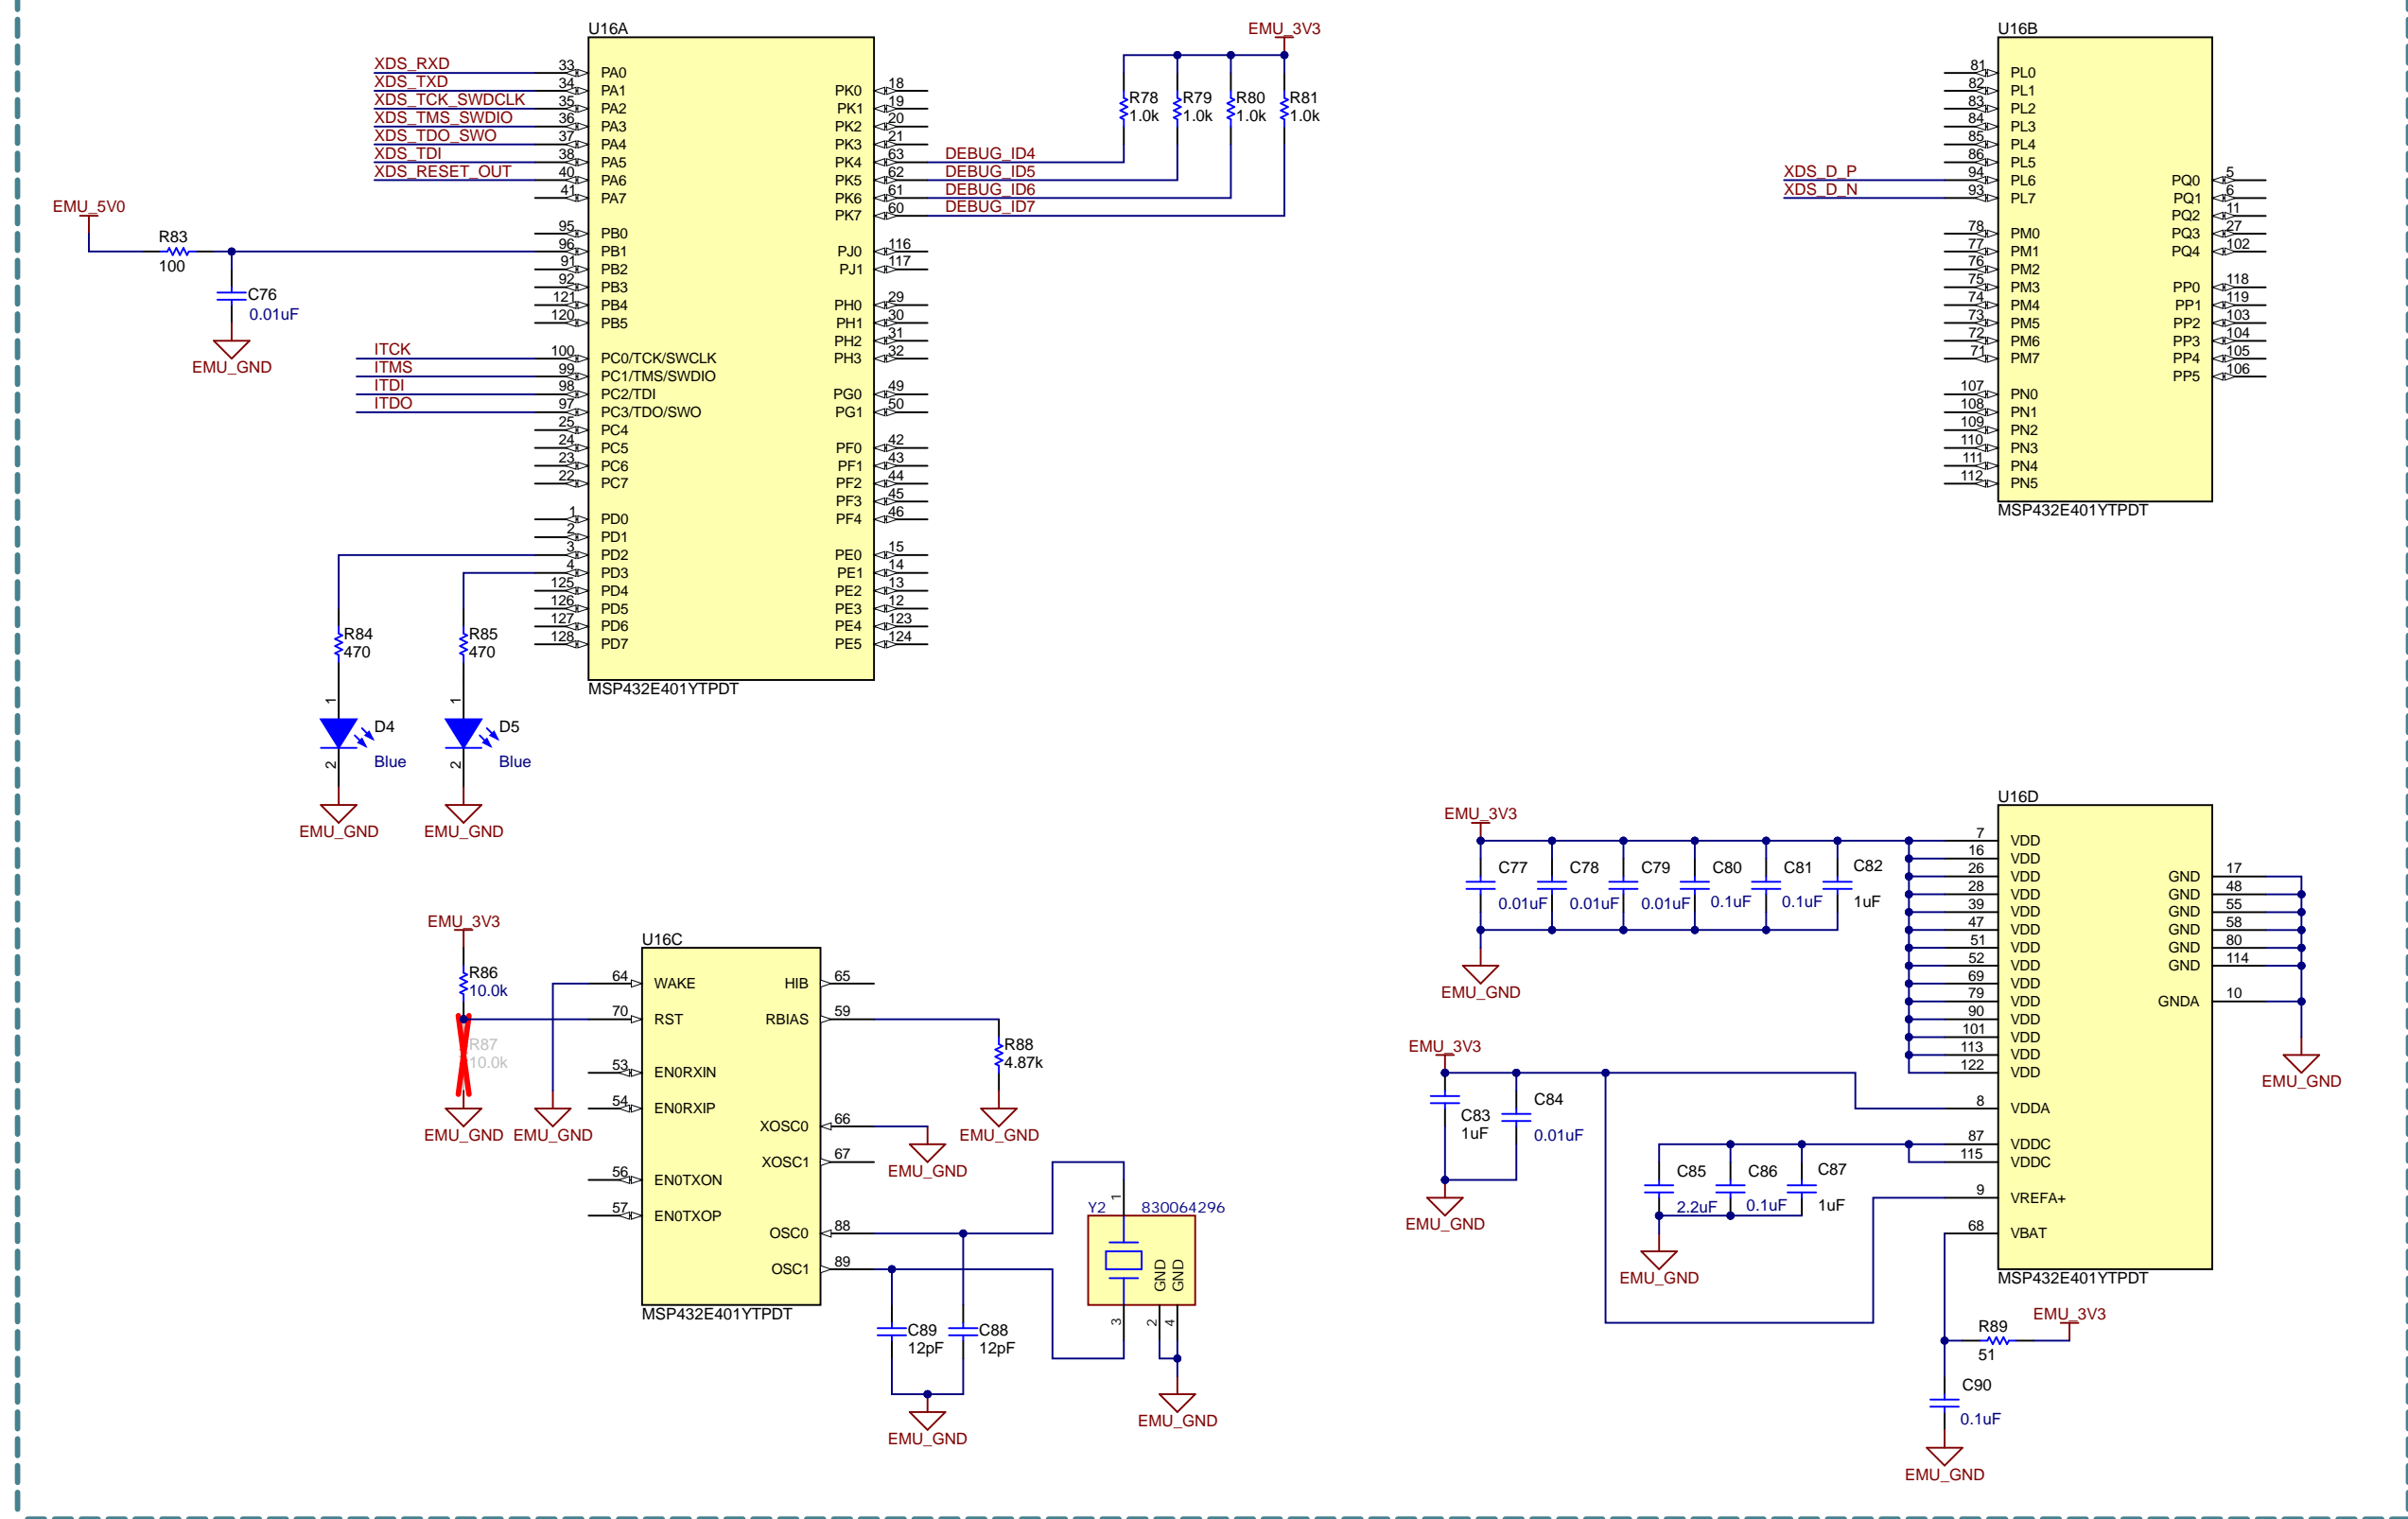 U16A
XDS_RXD 33 PA0
XDS_TXD 34 PA1
XDS_TCK_SWDCLK 35 PA2
XDS_TMS_SWDIO 36 PA3
XDS_TDO_SWO 37 PA4
XDS_TDI 38 PA5
XDS_RESET_OUT 40 PA6
41 PA7
95 PB0
96 PB1
91 PB2
92 PB3
121 PB4
120 PB5
ITCK 100 PC0/TCK/SWCLK
ITMS 99 PC1/TMS/SWDIO
ITDI 98 PC2/TDI
ITDO 97 PC3/TDO/SWO
25 PC4
24 PC5
23 PC6
22 PC7
1 PD0
2 PD1
3 PD2
4 PD3
125 PD4
126 PD5
127 PD6
128 PD7
PK0 18
PK1 19
PK2 20
PK3 21
PK4 63 DEBUG_ID4
PK5 62 DEBUG_ID5
PK6 61 DEBUG_ID6
PK7 60 DEBUG_ID7
PJ0 116
PJ1 117
PH0 29
PH1 30
PH2 31
PH3 32
PG0 49
PG1 50
PF0 42
PF1 43
PF2 44
PF3 45
PF4 46
PE0 15
PE1 14
PE2 13
PE3 12
PE4 123
PE5 124
MSP432E401YTPDT
EMU_3V3
R78 R79 R80 R81
1.0k 1.0k 1.0k 1.0k
EMU_5V0
R83
100
C76
0.01uF
EMU_GND
R84
470
R85
470
1 1
D4 D5
Blue Blue
2 2
EMU_GND EMU_GND
U16B
81 PL0
82 PL1
83 PL2
84 PL3
85 PL4
86 PL5
XDS_D_P 94 PL6
XDS_D_N 93 PL7
78 PM0
77 PM1
76 PM2
75 PM3
74 PM4
73 PM5
72 PM6
71 PM7
107 PN0
108 PN1
109 PN2
110 PN3
111 PN4
112 PN5
PQ0 5
PQ1 6
PQ2 11
PQ3 27
PQ4 102
PP0 118
PP1 119
PP2 103
PP3 104
PP4 105
PP5 106
MSP432E401YTPDT
EMU_3V3
R86
10.0k
R87
10.0k
EMU_GND EMU_GND
U16C
64 WAKE
70 RST
53 EN0RXIN
54 EN0RXIP
56 EN0TXON
57 EN0TXOP
HIB 65
RBIAS 59
XOSC0 66
XOSC1 67
OSC0 88
OSC1 89
MSP432E401YTPDT
R88
4.87k
EMU_GND
EMU_GND
Y2 830064296
1
GND GND
3 2 4
EMU_GND
C89 C88
12pF 12pF
EMU_GND
EMU_3V3
C77 C78 C79 C80 C81 C82
0.01uF 0.01uF 0.01uF 0.1uF 0.1uF 1uF
EMU_GND
EMU_3V3
C83 C84
1uF 0.01uF
EMU_GND
C85 C86 C87
2.2uF 0.1uF 1uF
EMU_GND
U16D
7 VDD
16 VDD
26 VDD
28 VDD
39 VDD
47 VDD
51 VDD
52 VDD
69 VDD
79 VDD
90 VDD
101 VDD
113 VDD
122 VDD
8 VDDA
87 VDDC
115 VDDC
9 VREFA+
68 VBAT
GND 17
GND 48
GND 55
GND 58
GND 80
GND 114
GNDA 10
EMU_GND
MSP432E401YTPDT
EMU_3V3
R89
51
C90
0.1uF
EMU_GND